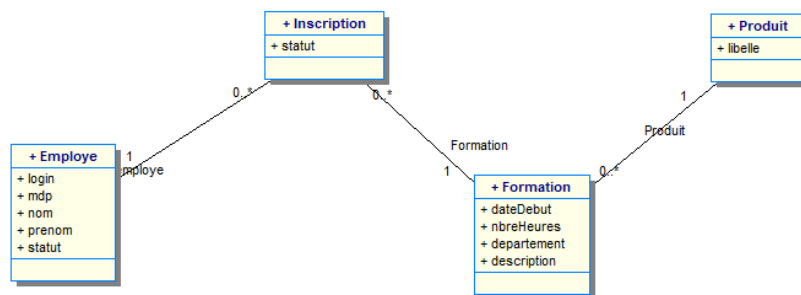 + Inscription
+ statut
+ Produit
+ libelle
0..*
0..*
1
Produit
Formation
1
mploye
+ Employe
+ login
+ mdp
+ nom
+ prenom
+ statut
1
0..*
+ Formation
+ dateDebut
+ nbreHeures
+ departement
+ description